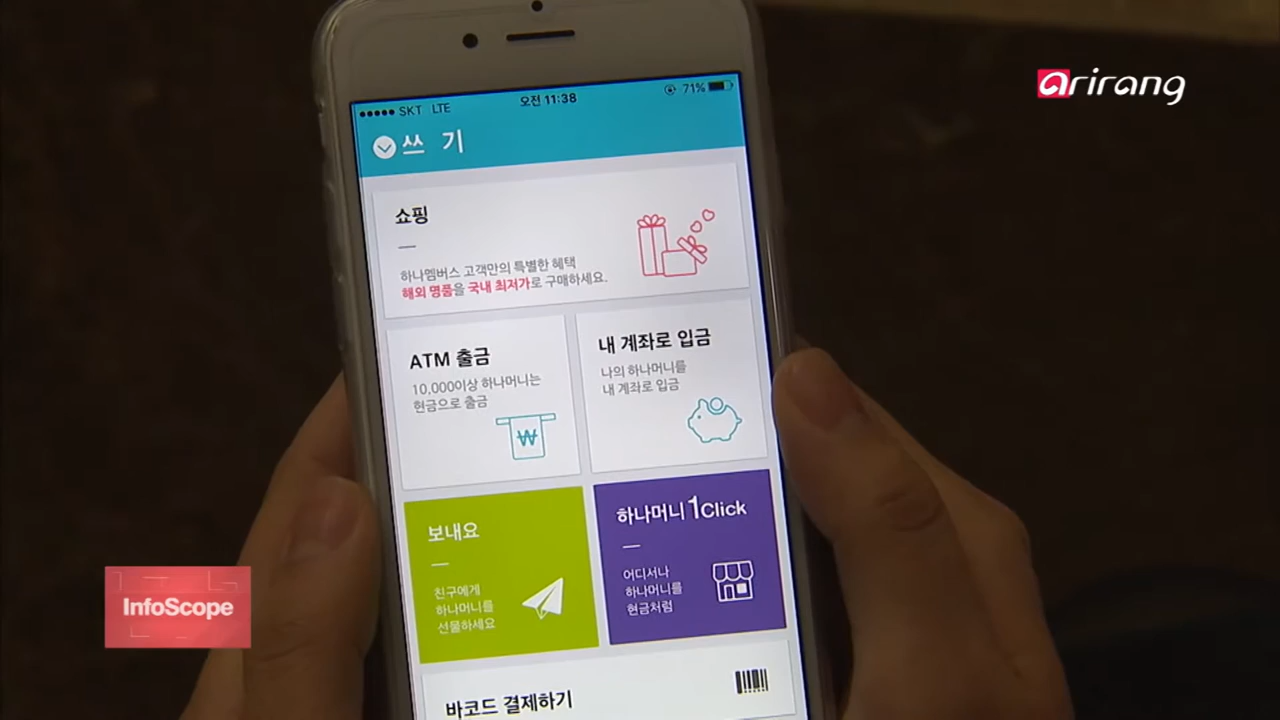 arirang
SKT LTE
오전 11:38
71%
쓰 기
쇼핑
하나멤버스 고객만의 특별한 혜택
해외 명품을 국내 최저가로 구매하세요.
ATM 출금
10,000이상 하나머니는
현금으로 출금
내 계좌로 입금
나의 하나머니를
내 계좌로 입금
₩
보내요
친구에게
하나머니를
선물하세요
하나머니 1Click
어디서나
하나머니를
현금처럼
바코드 결제하기
InfoScope